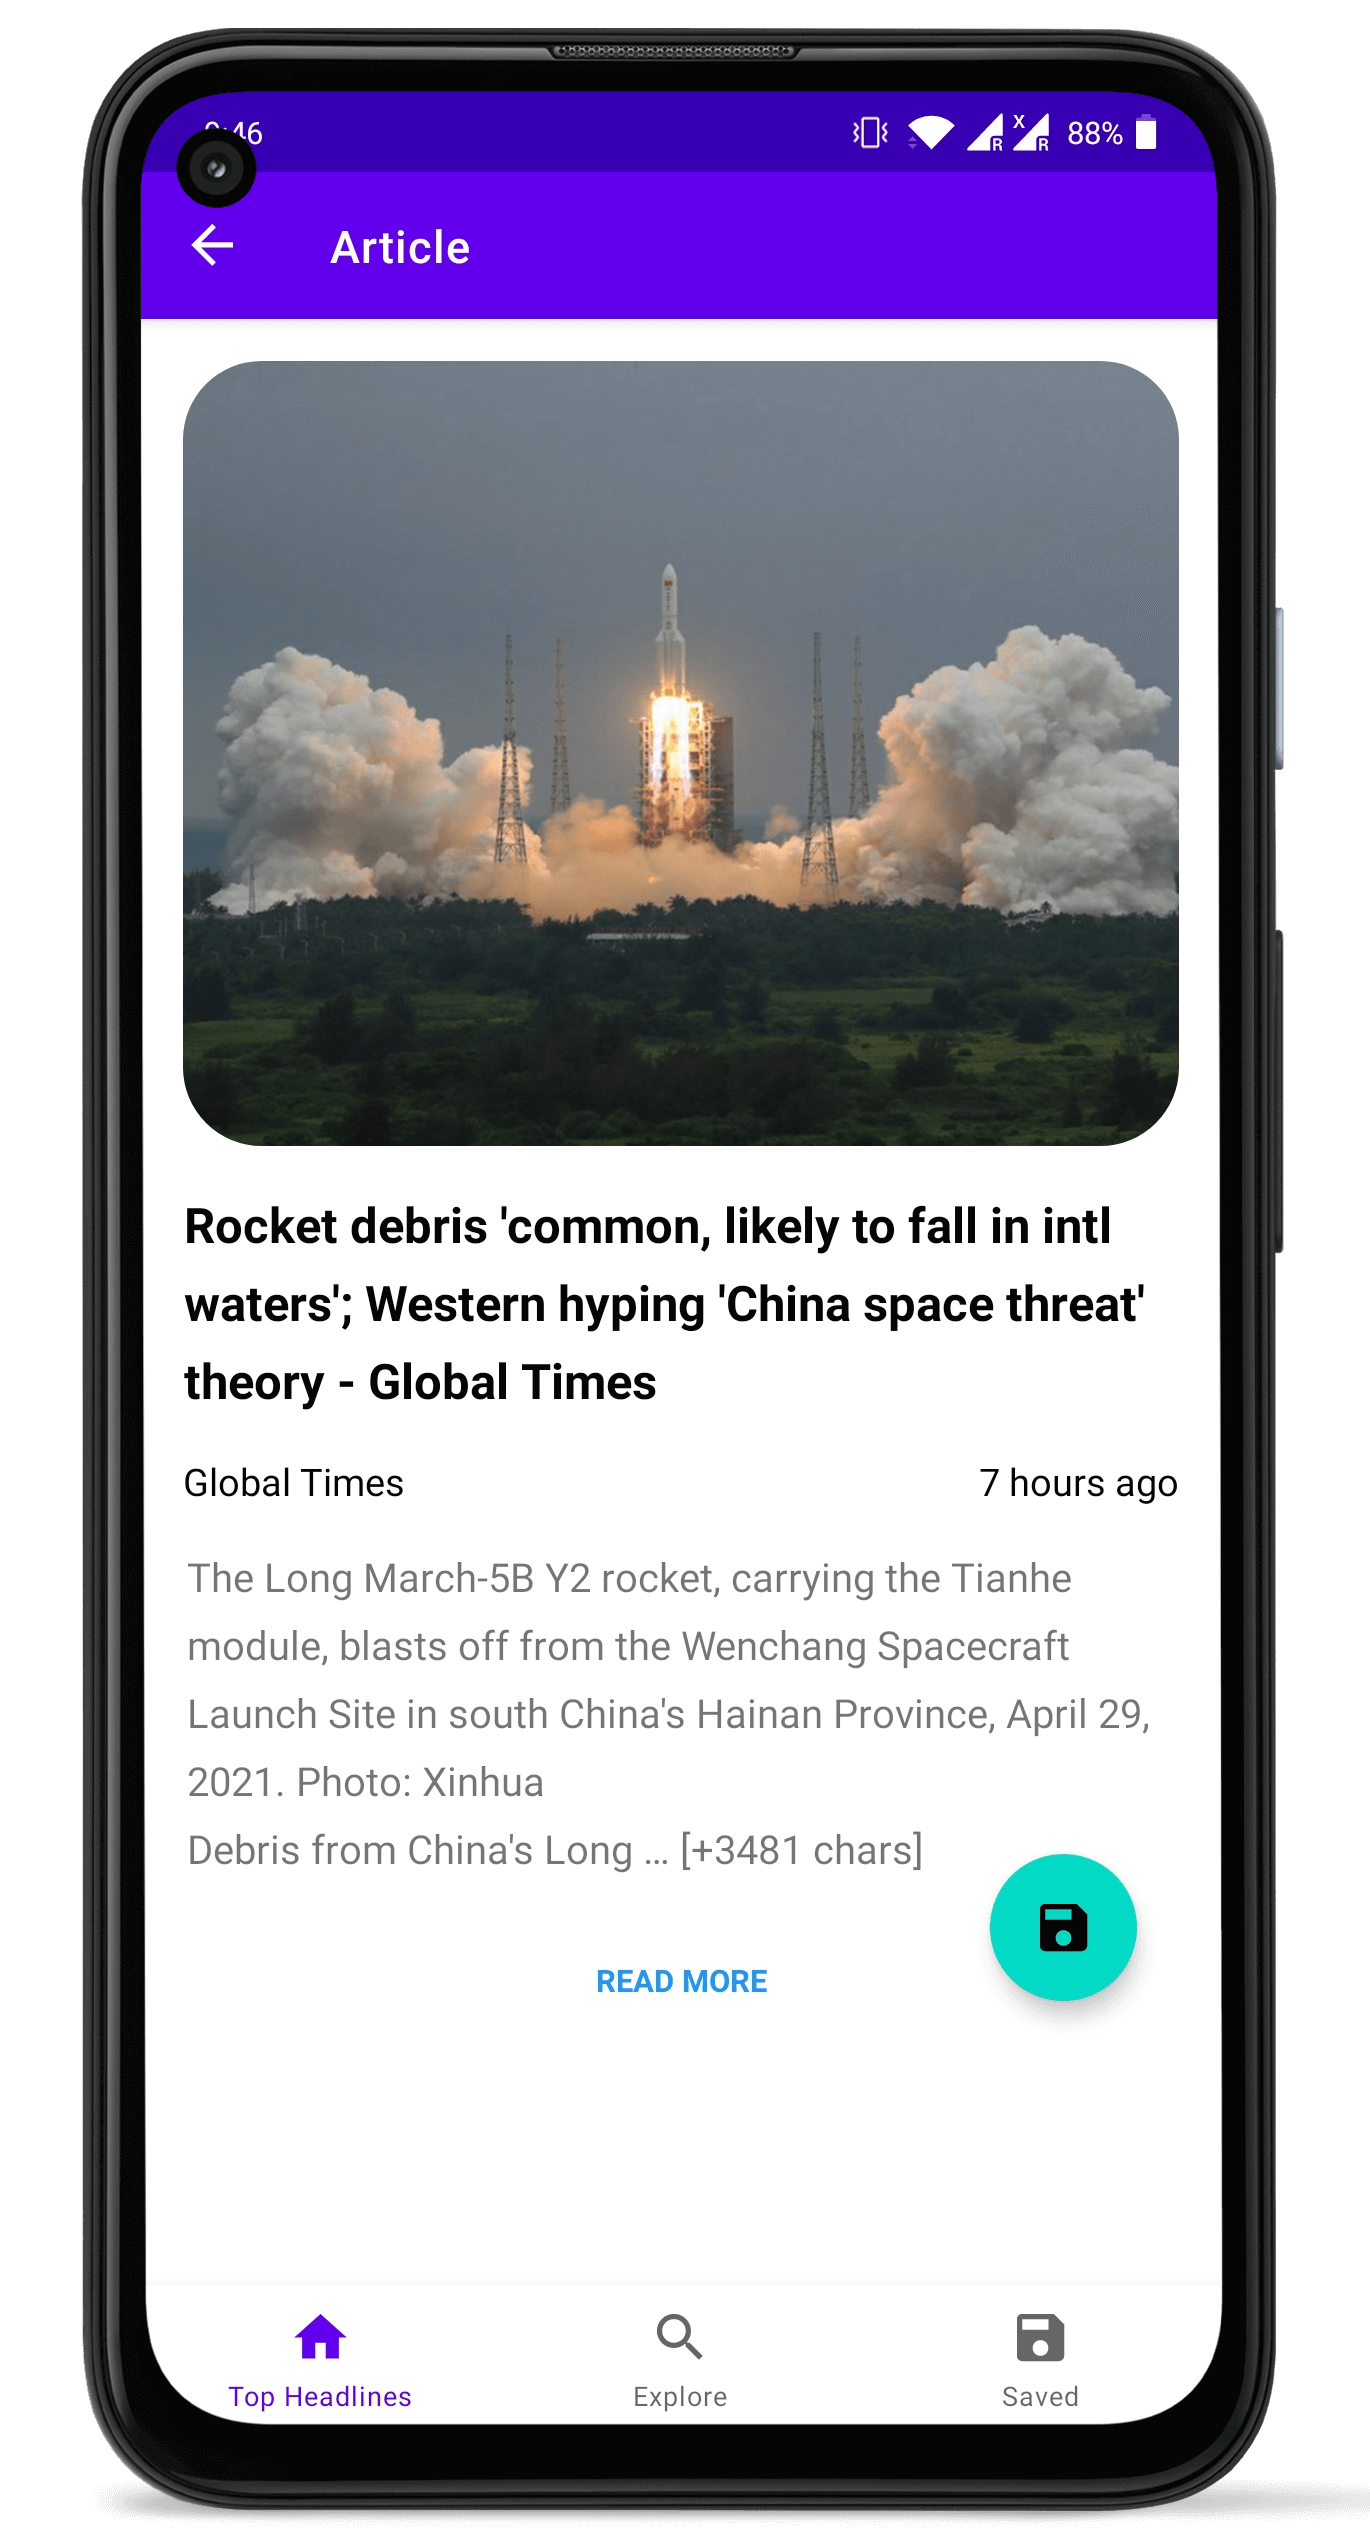 88%
Article
Rocket debris 'common, likely to fall in intl
waters'; Western hyping 'China space threat'
theory - Global Times
Global Times
7 hours ago
The Long March-5B Y2 rocket, carrying the Tianhe
module, blasts off from the Wenchang Spacecraft
Launch Site in south China's Hainan Province, April 29,
2021. Photo: Xinhua
Debris from China's Long … [+3481 chars]
READ MORE
Top Headlines
Explore
Saved